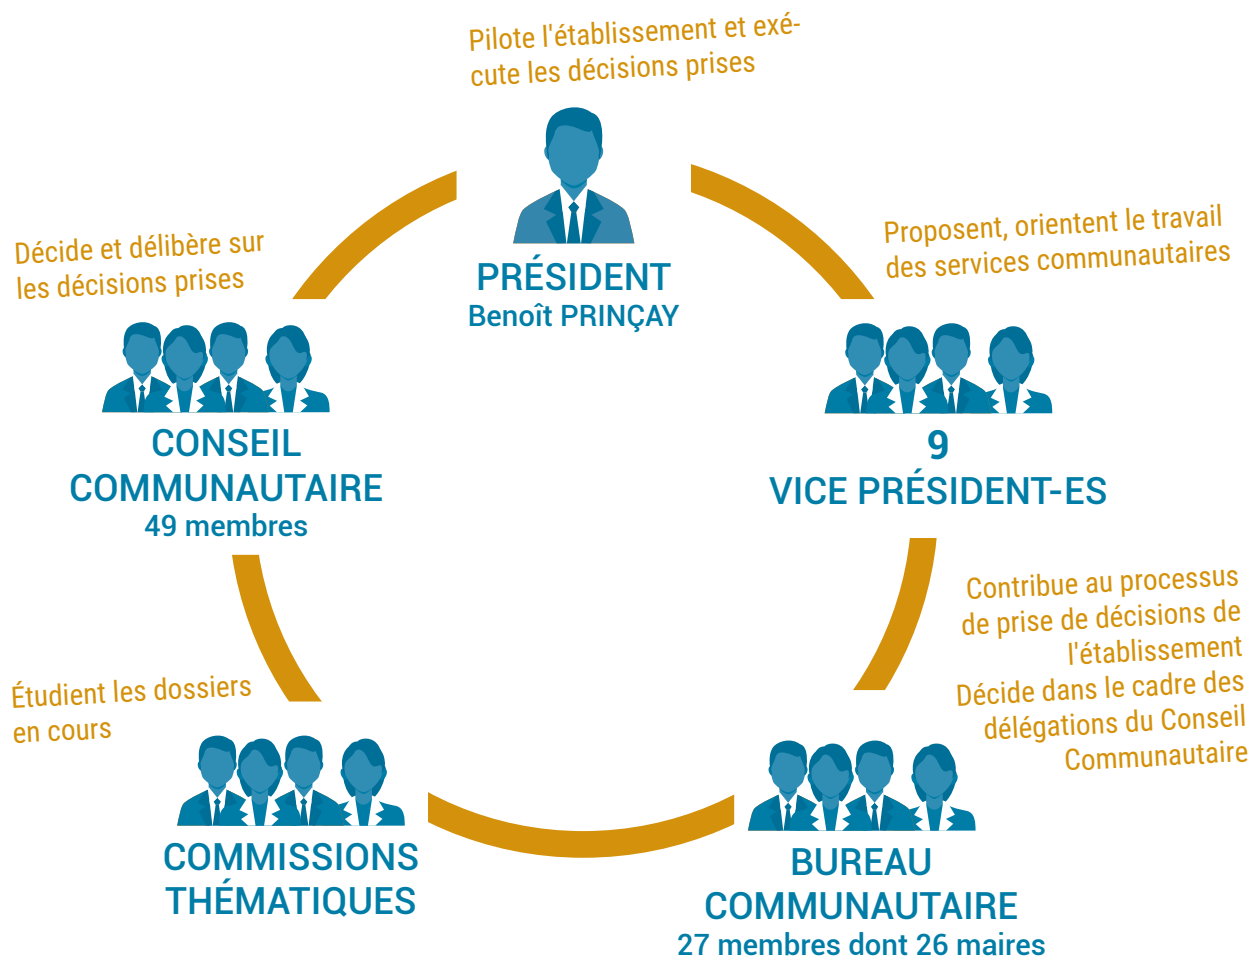 Pilote l'établissement et exé-
cute les décisions prises
PRÉSIDENT
Benoît PRINÇAY
Proposent, orientent le travail
des services communautaires
9
VICE PRÉSIDENT-ES
Contribue au processus
de prise de décisions de
l'établissement
Décide dans le cadre des
délégations du Conseil
Communautaire
BUREAU
COMMUNAUTAIRE
27 membres dont 26 maires
Étudient les dossiers
en cours
COMMISSIONS
THÉMATIQUES
Décide et délibère sur
les décisions prises
CONSEIL
COMMUNAUTAIRE
49 membres